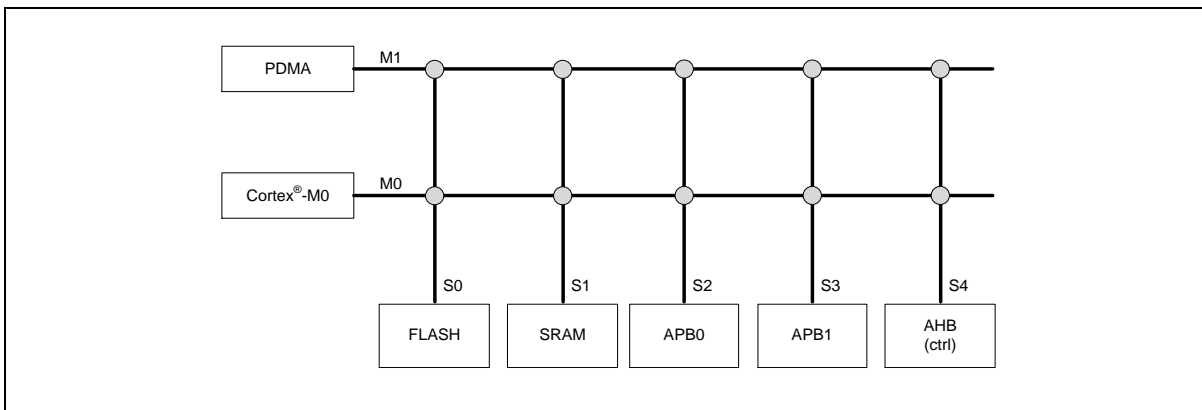 PDMA
M1
Cortex®-M0
M0
S0
S1
S2
S3
S4
FLASH
SRAM
APB0
APB1
AHB
(ctrl)